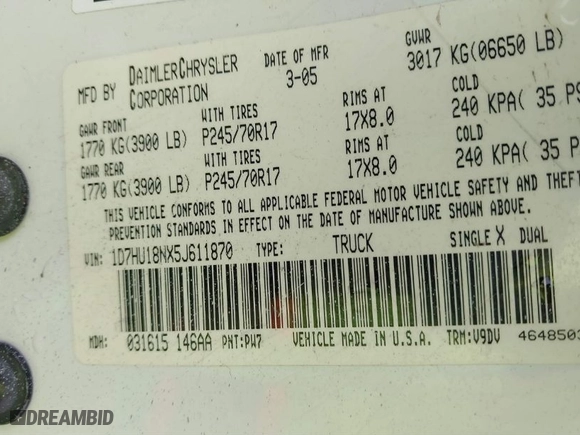 MFD BY DAIMLERCHRYSLER CORPORATION DATE OF MFR 3-05 GVWR 3017 KG(06650 LB)
GAWR FRONT WITH TIRES RIMS AT COLD
1770 KG(3900 LB) P245/70R17 17X8.0 240 KPA( 35 PS
GAWR REAR WITH TIRES RIMS AT COLD
1770 KG(3900 LB) P245/70R17 17X8.0 240 KPA( 35 P
THIS VEHICLE CONFORMS TO ALL APPLICABLE FEDERAL MOTOR VEHICLE SAFETY AND THEFT
PREVENTION STANDARDS IN EFFECT ON THE DATE OF MANUFACTURE SHOWN ABOVE.
VIN: 1D7HU18NX5J611870 TYPE: TRUCK SINGLE X DUAL
MDH: 031615 146AA PNT:PW7 VEHICLE MADE IN U.S.A. TRM:V9DV 4648503
DREAMBID